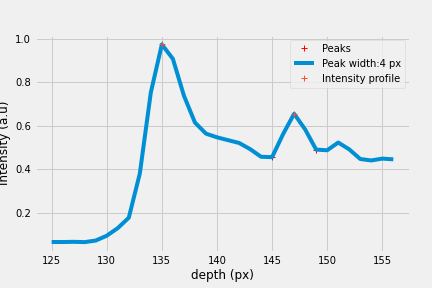 Peaks
Peak width:4 px
Intensity profile
1.0
0.8
0.6
0.4
0.2
Intensity (a.u)
125 130 135 140 145 150 155
depth (px)